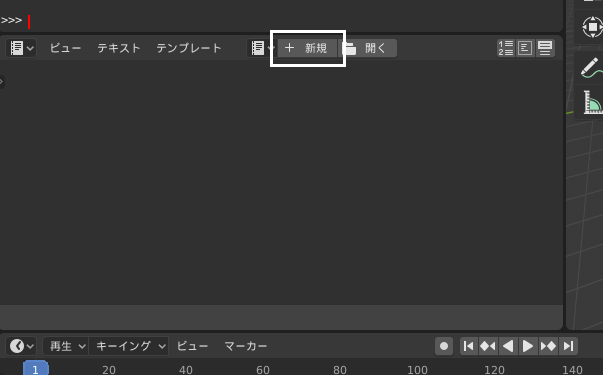 >>>
ビュー テキスト テンプレート 新規 開く
再生 キーイング ビュー マーカー
1 20 40 60 80 100 120 140